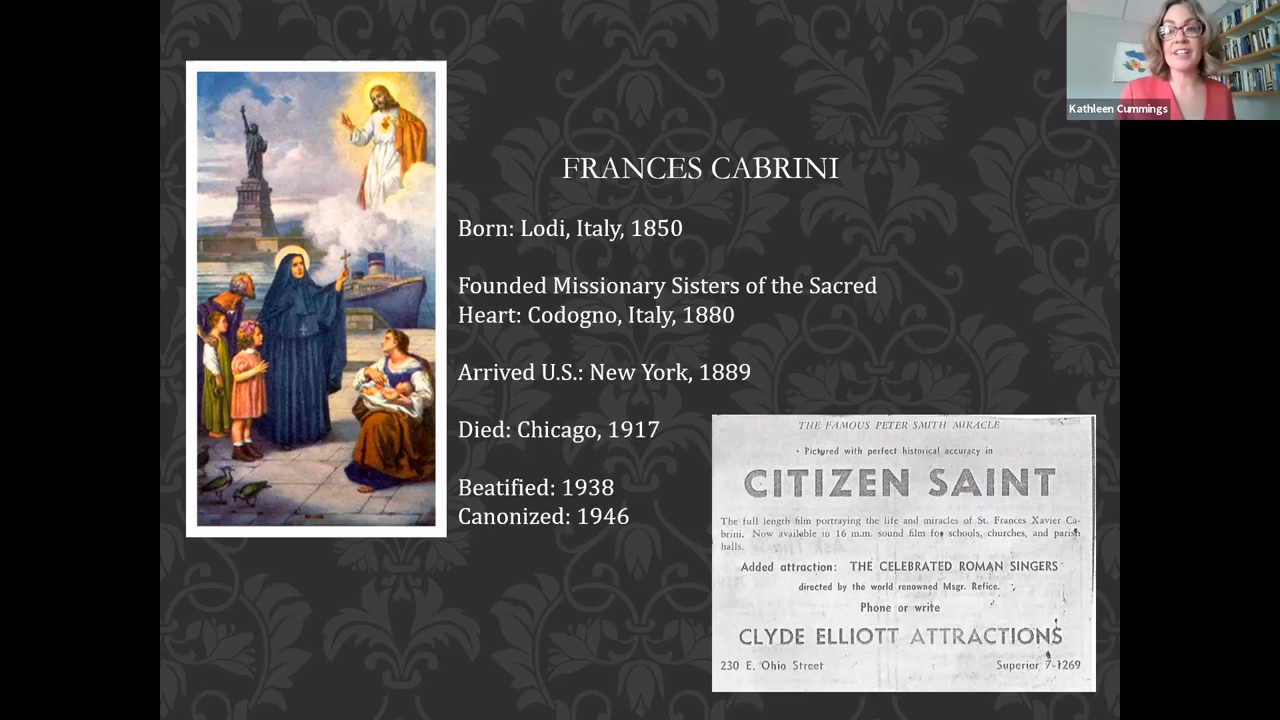 Kathleen Cummings
FRANCES CABRINI
Born: Lodi, Italy, 1850
Founded Missionary Sisters of the Sacred
Heart: Codogno, Italy, 1880
Arrived U.S.: New York, 1889
Died: Chicago, 1917
Beatified: 1938
Canonized: 1946
THE FAMOUS PETER SMITH MIRACLE
• Pictured with perfect historical accuracy in
CITIZEN SAINT
The full length film portraying the life and miracles of St. Frances Xavier Ca-
brini. Now available in 16 m.m. sound film for schools, churches, and parish
halls.
Added attraction: THE CELEBRATED ROMAN SINGERS
directed by the world renowned Msgr. Refice.
Phone or write
CLYDE ELLIOTT ATTRACTIONS
230 E. Ohio Street Superior 7-1269